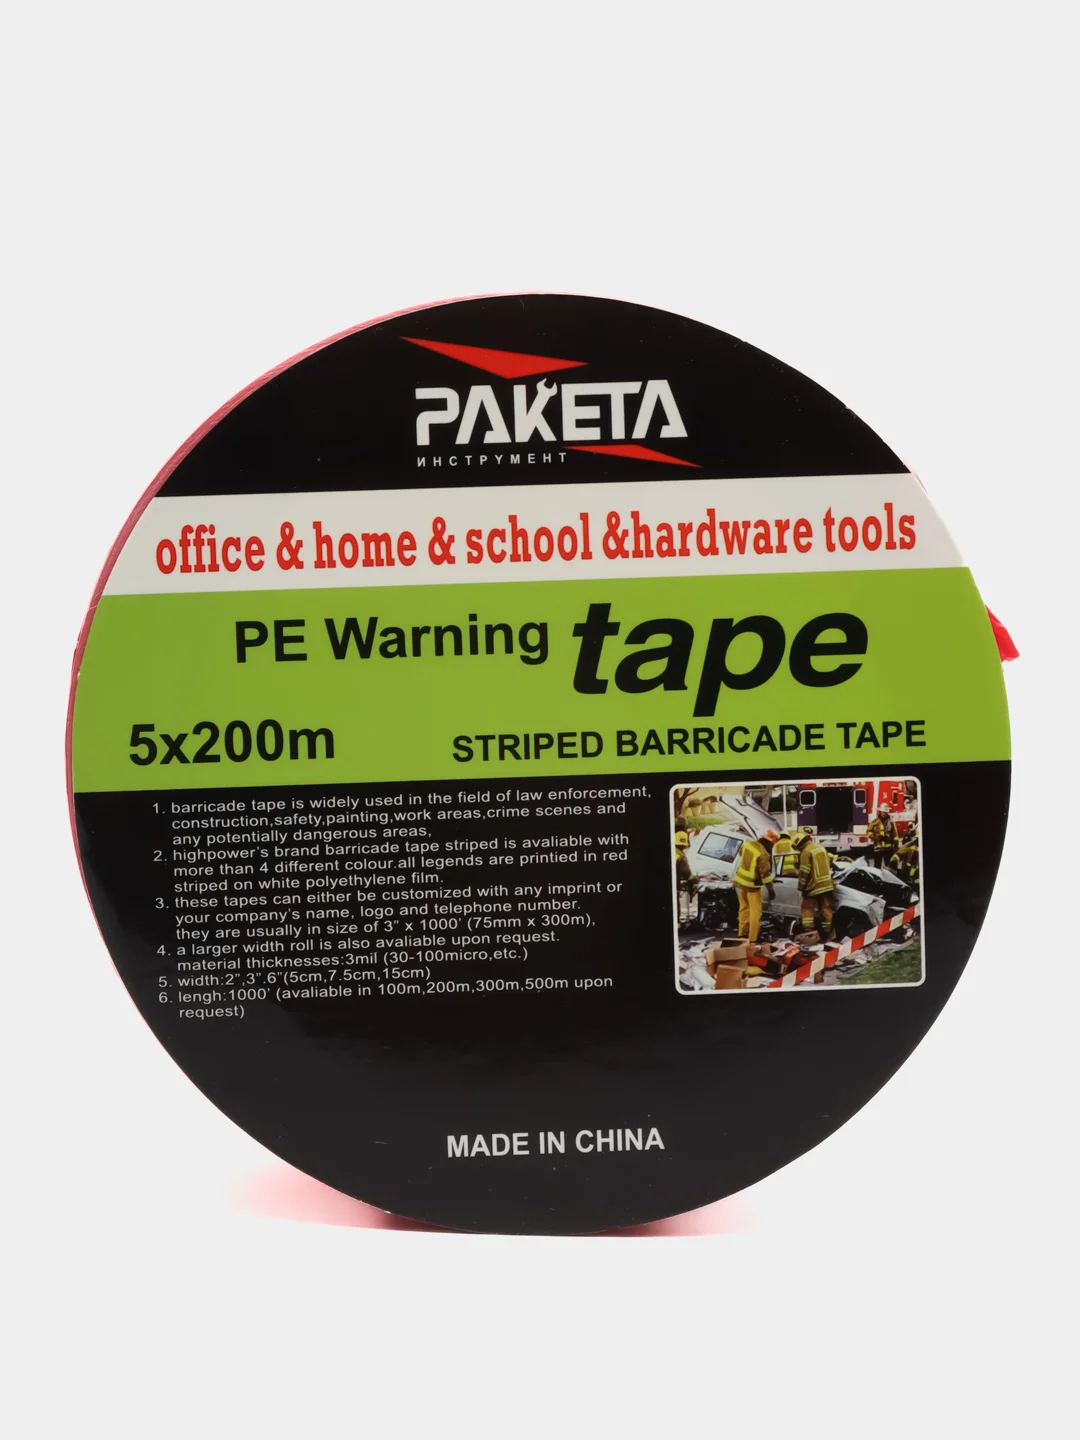 РАКЕТА
ИНСТРУМЕНТ
office & home & school &hardware tools
PE Warning tape
5x200m STRIPED BARRICADE TAPE
1. barricade tape is widely used in the field of law enforcement,
construction,safety,painting,work areas,crime scenes and
any potentially dangerous areas,
2. highpower's brand barricade tape striped is avaliable with
more than 4 different colour.all legends are printied in red
striped on white polyethylene film.
3. these tapes can either be customized with any imprint or
your company's name, logo and telephone number.
they are usually in size of 3" x 1000' (75mm x 300m),
4. a larger width roll is also avaliable upon request.
material thicknesses:3mil (30-100micro,etc.)
5. width:2",3".6"(5cm,7.5cm,15cm)
6. lengh:1000' (avaliable in 100m,200m,300m,500m upon
request)
MADE IN CHINA